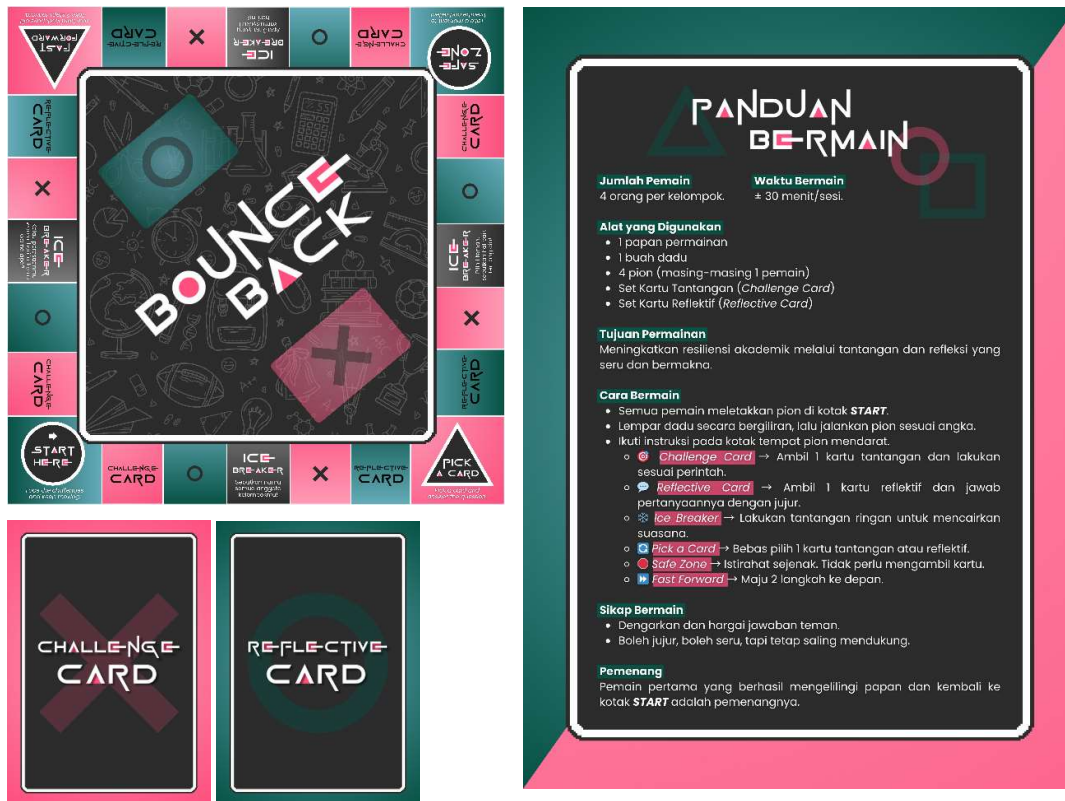 FAST
FORWARD
REFLECTIVE
CARD
ICE
BREAKER
CHALLENGE
CARD
SAFE
ZONE
REFLECTIVE
CARD
CHALLENGE
CARD
ICE
BREAKER
ICE
BREAKER
BOUNCE
BACK
CHALLENGE
CARD
REFLECTIVE
CARD
START
HERE
CHALLENGE
CARD
ICE
BREAKER
Sebutkan nama
semua anggota
kelompokmu!
REFLECTIVE
CARD
PICK
A CARD
CHALLENGE
CARD
REFLECTIVE
CARD
PANDUAN
BERMAIN
Jumlah Pemain
4 orang per kelompok.
Waktu Bermain
± 30 menit/sesi.
Alat yang Digunakan
• 1 papan permainan
• 1 buah dadu
• 4 pion (masing-masing 1 pemain)
• Set Kartu Tantangan (Challenge Card)
• Set Kartu Reflektif (Reflective Card)
Tujuan Permainan
Meningkatkan resiliensi akademik melalui tantangan dan refleksi yang
seru dan bermakna.
Cara Bermain
• Semua pemain meletakkan pion di kotak START.
• Lempar dadu secara bergiliran, lalu jalankan pion sesuai angka.
• Ikuti instruksi pada kotak tempat pion mendarat.
○ 🎯 Challenge Card → Ambil 1 kartu tantangan dan lakukan
sesuai perintah.
○ 💬 Reflective Card → Ambil 1 kartu reflektif dan jawab
pertanyaannya dengan jujur.
○ ❄ Ice Breaker → Lakukan tantangan ringan untuk mencairkan
suasana.
○ 🔄 Pick a Card → Bebas pilih 1 kartu tantangan atau reflektif.
○ 🛑 Safe Zone → Istirahat sejenak. Tidak perlu mengambil kartu.
○ ⏩ Fast Forward → Maju 2 langkah ke depan.
Sikap Bermain
• Dengarkan dan hargai jawaban teman.
• Boleh jujur, boleh seru, tapi tetap saling mendukung.
Pemenang
Pemain pertama yang berhasil mengelilingi papan dan kembali ke
kotak START adalah pemenangnya.